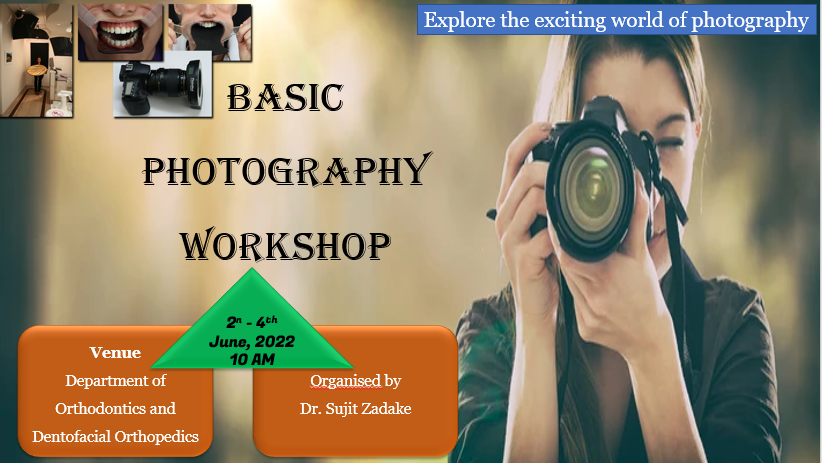 Explore the exciting world of photography
BASIC
PHOTOGRAPHY
WORKSHOP
2n - 4th
June, 2022
10 AM
Venue
Department of
Orthodontics and
Dentofacial Orthopedics
Organised by
Dr. Sujit Zadake